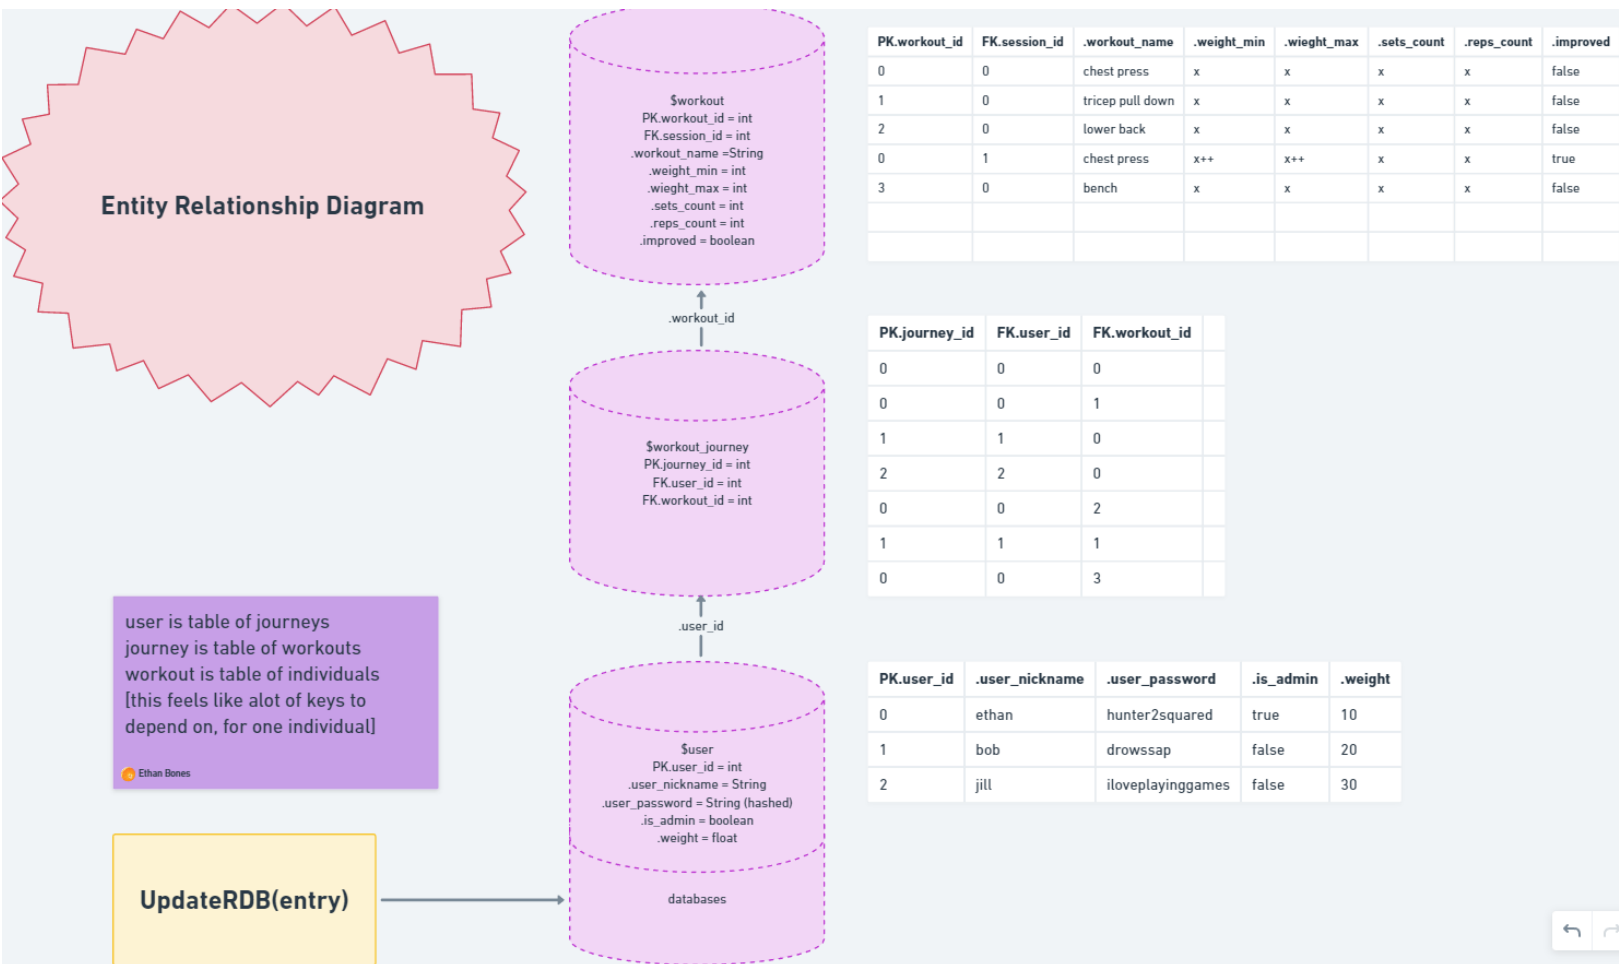 Entity Relationship Diagram
$workout
PK.workout_id = int
FK.session_id = int
.workout_name =String
.weight_min = int
.wieght_max = int
.sets_count = int
.reps_count = int
.improved = boolean
.workout_id
$workout_journey
PK.journey_id = int
FK.user_id = int
FK.workout_id = int
.user_id
$user
PK.user_id = int
.user_nickname = String
.user_password = String (hashed)
.is_admin = boolean
.weight = float
databases
PK.workout_id FK.session_id .workout_name .weight_min .wieght_max .sets_count .reps_count .improved
0 0 chest press x x x x false
1 0 tricep pull down x x x x false
2 0 lower back x x x x false
0 1 chest press x++ x++ x x true
3 0 bench x x x x false
PK.journey_id FK.user_id FK.workout_id
0 0 0
0 0 1
1 1 0
2 2 0
0 0 2
1 1 1
0 0 3
PK.user_id .user_nickname .user_password .is_admin .weight
0 ethan hunter2squared true 10
1 bob drowssap false 20
2 jill iloveplayinggames false 30
user is table of journeys
journey is table of workouts
workout is table of individuals
[this feels like alot of keys to
depend on, for one individual]
Ethan Bones
UpdateRDB(entry)